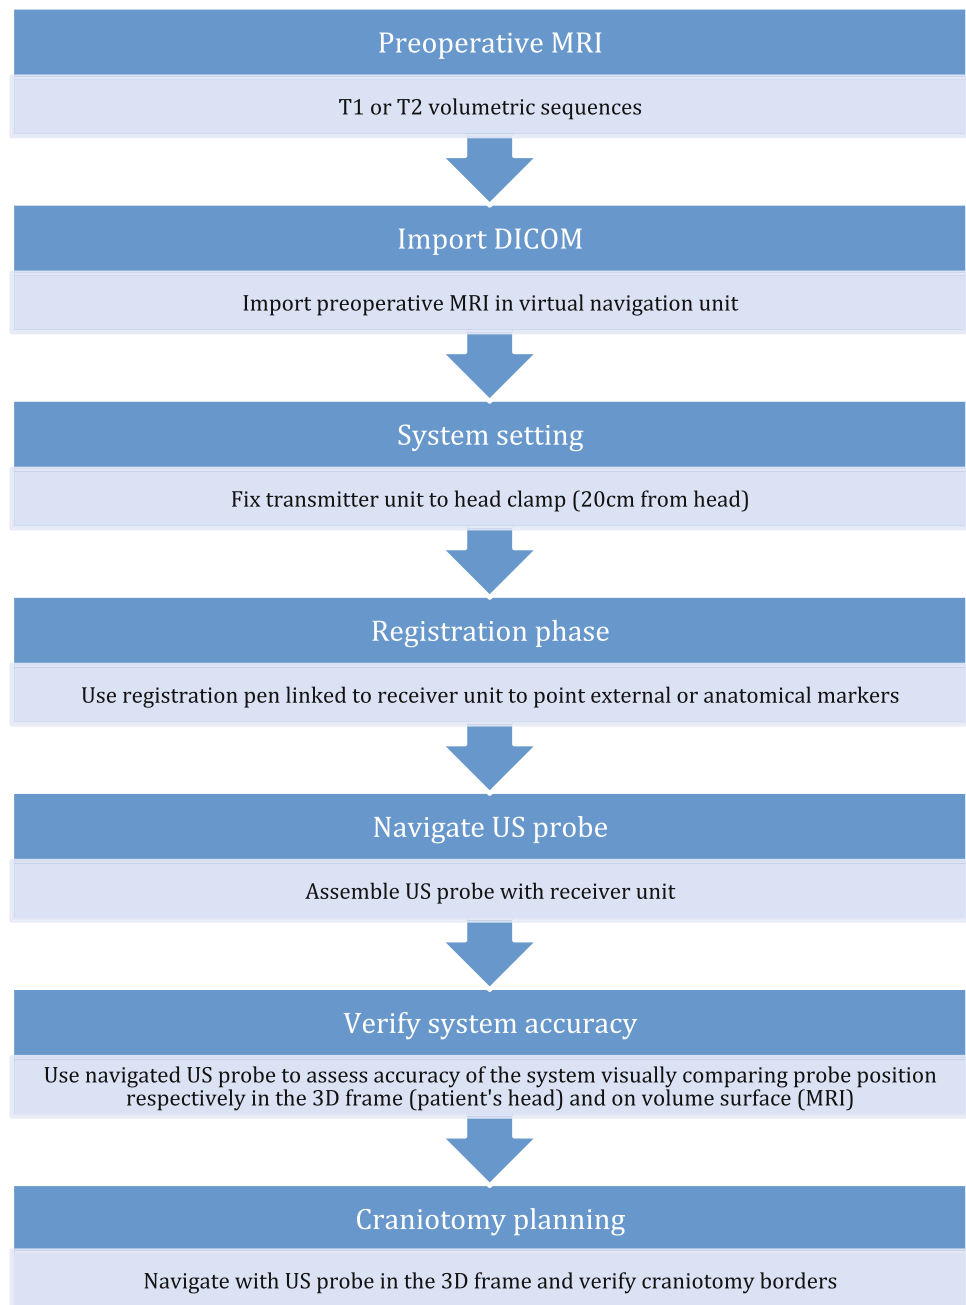 Preoperative MRI
T1 or T2 volumetric sequences
Import DICOM
Import preoperative MRI in virtual navigation unit
System setting
Fix transmitter unit to head clamp (20cm from head)
Registration phase
Use registration pen linked to receiver unit to point external or anatomical markers
Navigate US probe
Assemble US probe with receiver unit
Verify system accuracy
Use navigated US probe to assess accuracy of the system visually comparing probe position
respectively in the 3D frame (patient's head) and on volume surface (MRI)
Craniotomy planning
Navigate with US probe in the 3D frame and verify craniotomy borders